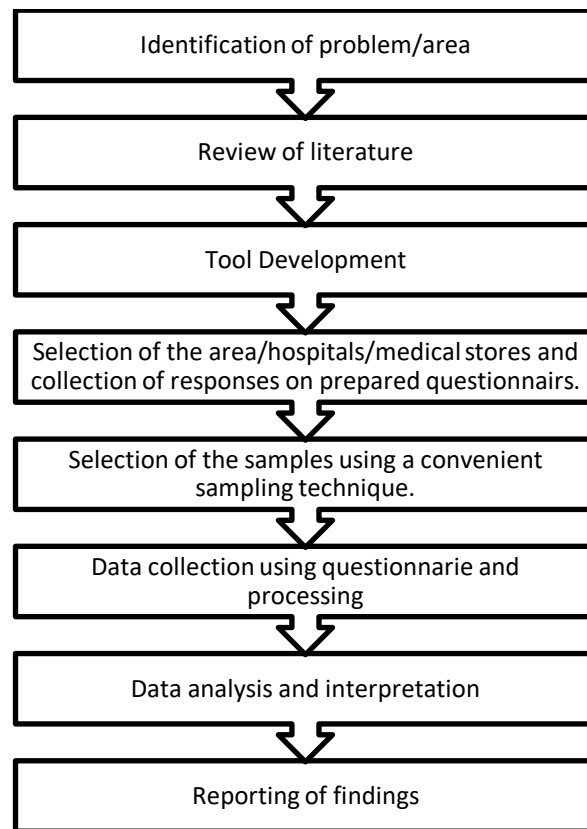 Identification of problem/area
Review of literature
Tool Development
Selection of the area/hospitals/medical stores and
collection of responses on prepared questionnairs.
Selection of the samples using a convenient
sampling technique.
Data collection using questionnarie and
processing
Data analysis and interpretation
Reporting of findings